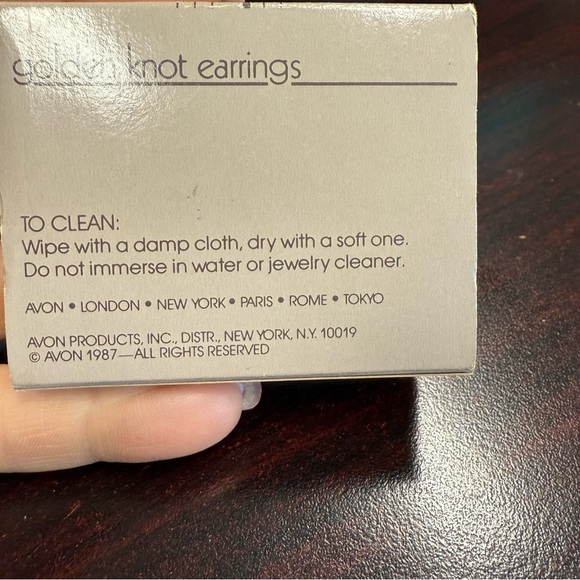 golden knot earrings
TO CLEAN:
Wipe with a damp cloth, dry with a soft one.
Do not immerse in water or jewelry cleaner.
AVON • LONDON • NEW YORK • PARIS • ROME • TOKYO
AVON PRODUCTS, INC., DISTR., NEW YORK, N.Y. 10019
© AVON 1987—ALL RIGHTS RESERVED